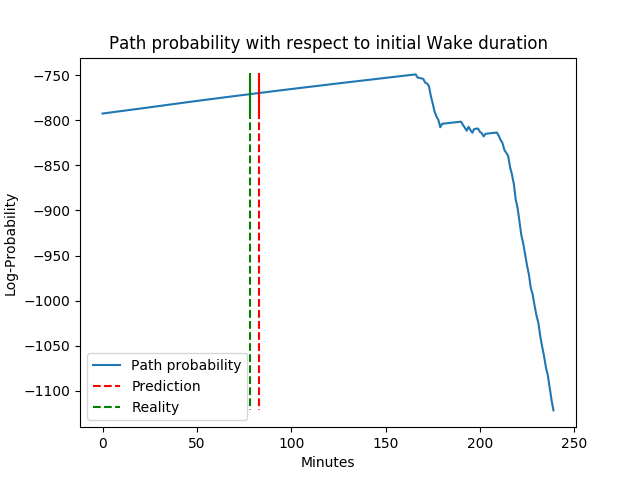 Path probability with respect to initial Wake duration
−750
−800
−850
−900
−950
−1000
−1050
−1100
Log-Probability
Path probability
Prediction
Reality
0 50 100 150 200 250
Minutes